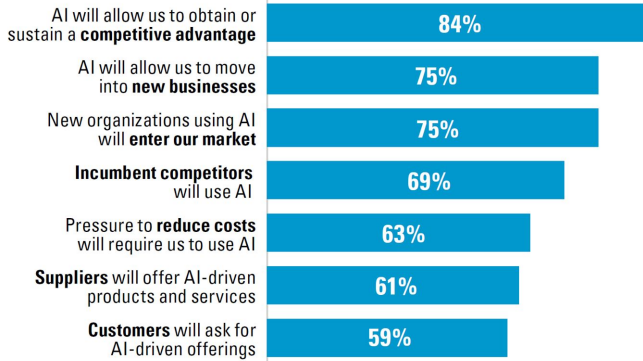 AI will allow us to obtain or
sustain a competitive advantage
84%
AI will allow us to move
into new businesses
75%
New organizations using AI
will enter our market
75%
Incumbent competitors
will use AI
69%
Pressure to reduce costs
will require us to use AI
63%
Suppliers will offer AI-driven
products and services
61%
Customers will ask for
AI-driven offerings
59%